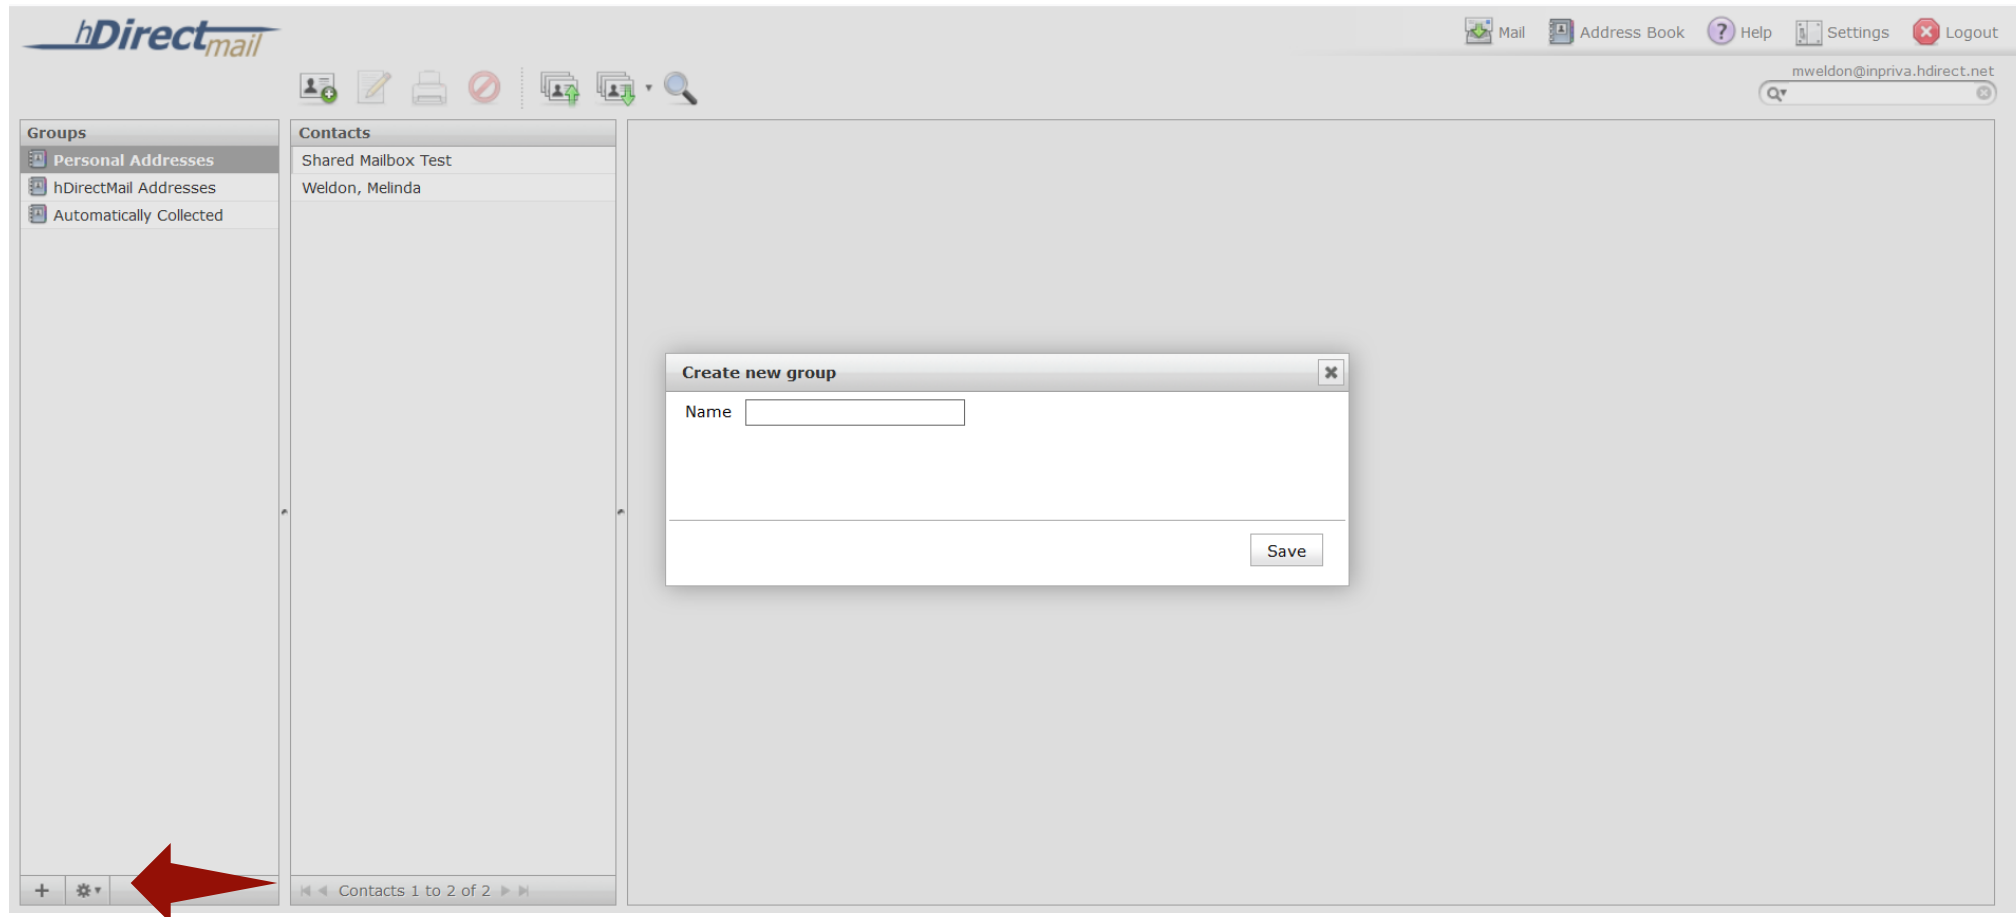 hDirectmail
Mail Address Book ? Help Settings Logout
mweldon@inpriva.hdirect.net
Groups
Personal Addresses
hDirectMail Addresses
Automatically Collected
Contacts
Shared Mailbox Test
Weldon, Melinda
Create new group
Name
Save
Contacts 1 to 2 of 2